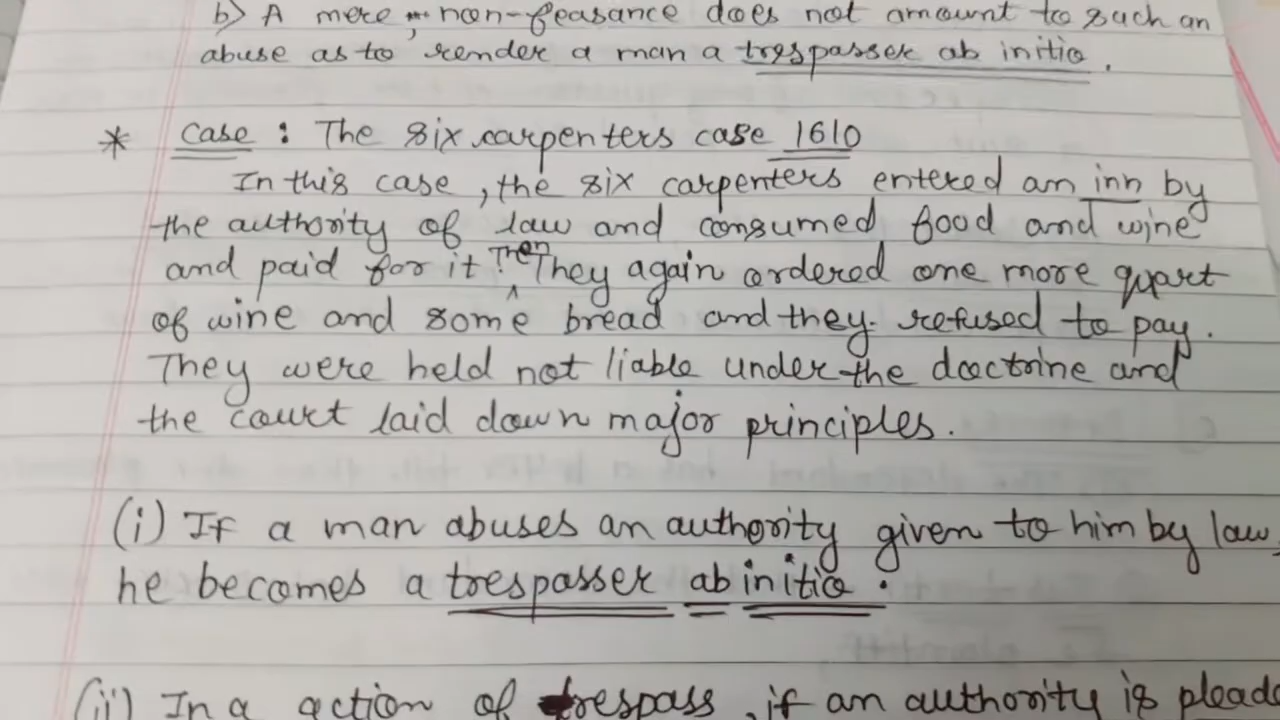 b) A mere, non-feasance does not amount to such an
abuse as to render a man a trespasser ab initio.
* Case : The six carpenters case 1610
In this case, the six carpenters entered an inn by
the authority of law and consumed food and wine
and paid for it. Then They again ordered one more quart
of wine and some bread and they refused to pay.
They were held not liable under the doctrine and
the court laid down major principles.
(i) If a man abuses an authority given to him by law,
he becomes a trespasser ab initio.
(ii) In a action of trespass, if an authority is pleade